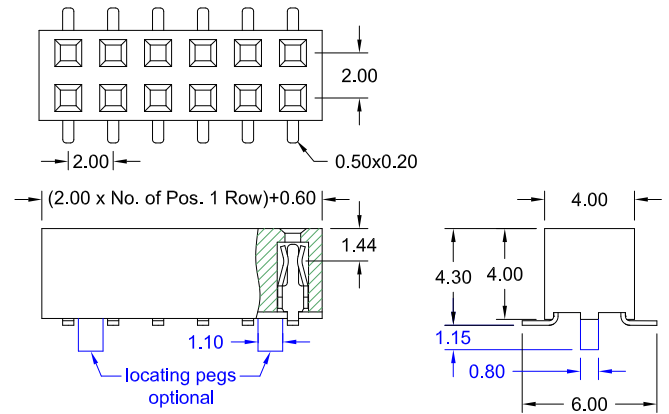 2.00
2.00
0.50x0.20
(2.00 x No. of Pos. 1 Row)+0.60
1.44
1.10
locating pegs
optional
4.00
4.30
4.00
1.15
0.80
6.00